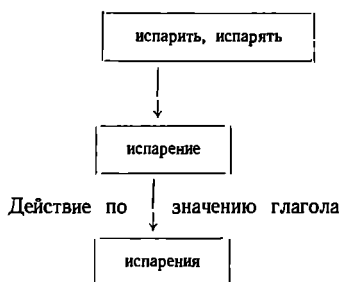 испарить, испарять
испарение
Действие по значению глагола
испарения